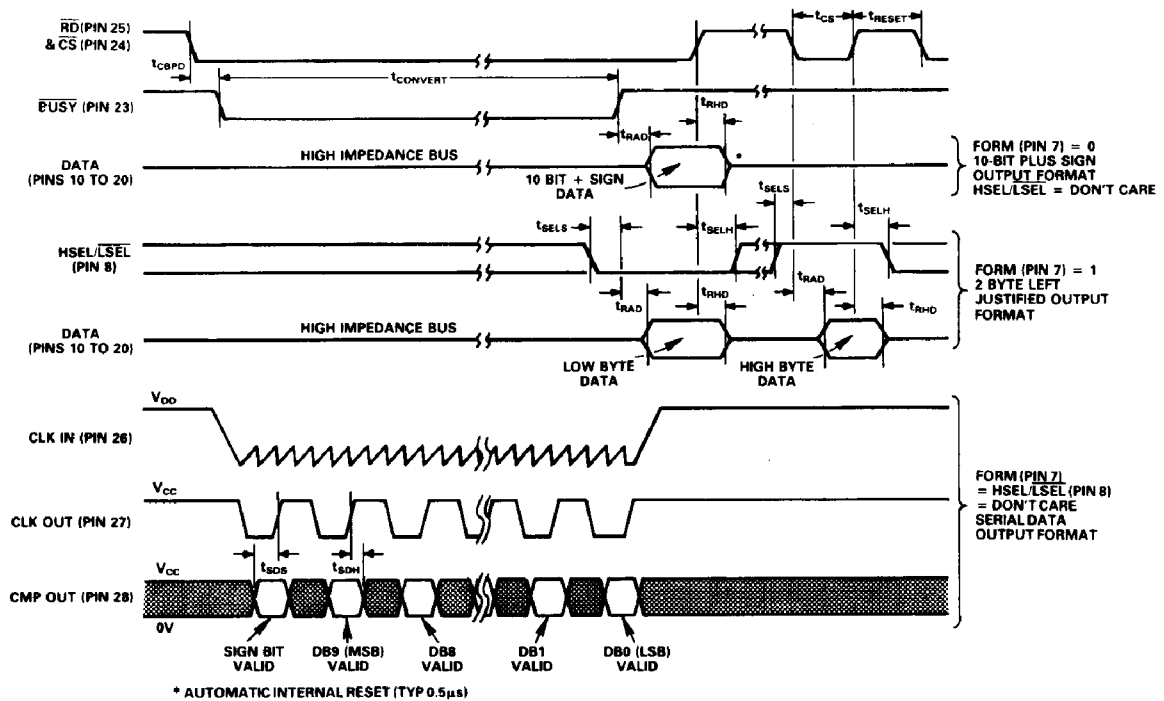 RD (PIN 25)
& CS (PIN 24)
tCS
tRESET
tCBPD
tCONVERT
BUSY (PIN 23)
tRHD
tRAD
DATA
(PINS 10 TO 20)
HIGH IMPEDANCE BUS
*
10 BIT + SIGN
DATA
FORM (PIN 7) = 0
10-BIT PLUS SIGN
OUTPUT FORMAT
HSEL/LSEL = DON'T CARE
tSELS
tSELH
tSELS
tSELH
HSEL/LSEL
(PIN 8)
tRAD
tRHD
tRAD
tRHD
FORM (PIN 7) = 1
2 BYTE LEFT
JUSTIFIED OUTPUT
FORMAT
DATA
(PINS 10 TO 20)
HIGH IMPEDANCE BUS
LOW BYTE
DATA
HIGH BYTE
DATA
VDD
CLK IN (PIN 26)
VCC
CLK OUT (PIN 27)
FORM (PIN 7)
= HSEL/LSEL (PIN 8)
= DON'T CARE
SERIAL DATA
OUTPUT FORMAT
tSDS
tSDH
VCC
CMP OUT (PIN 28)
0V
SIGN BIT
VALID
DB9 (MSB)
VALID
DB8
VALID
DB1
VALID
DB0 (LSB)
VALID
* AUTOMATIC INTERNAL RESET (TYP 0.5µs)